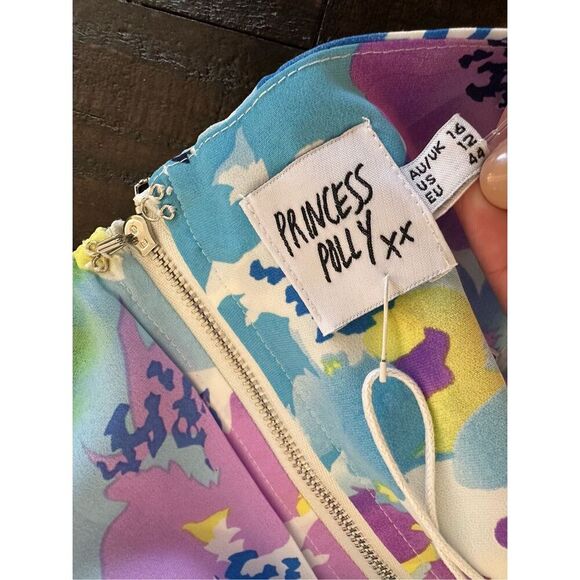 PRINCESS
POLLY xx
AU/UK 16
US 12
EU 44